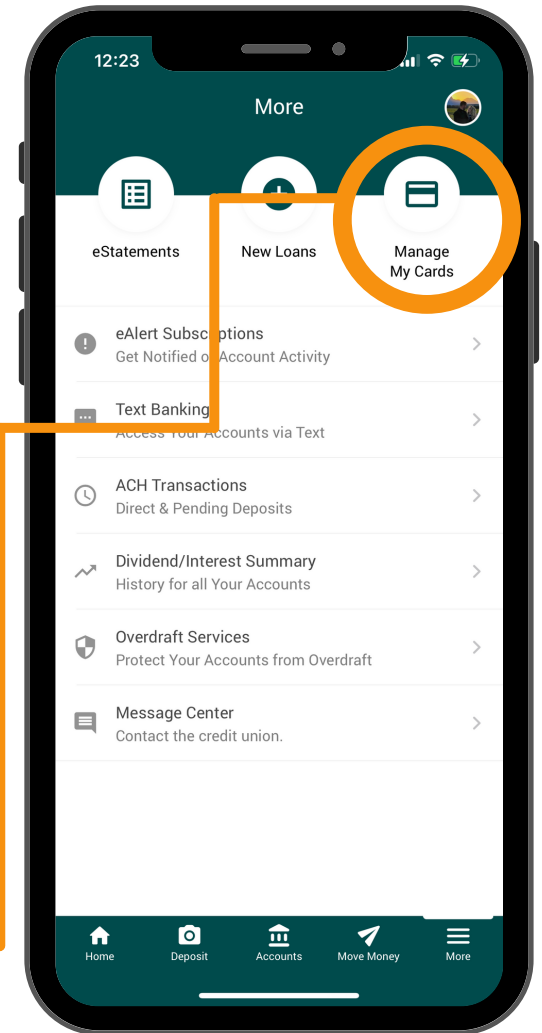 12:23
More
eStatements
New Loans
Manage
My Cards
eAlert Subscriptions
Get Notified of Account Activity
Text Banking
Access Your Accounts via Text
ACH Transactions
Direct & Pending Deposits
Dividend/Interest Summary
History for all Your Accounts
Overdraft Services
Protect Your Accounts from Overdraft
Message Center
Contact the credit union.
Home
Deposit
Accounts
Move Money
More